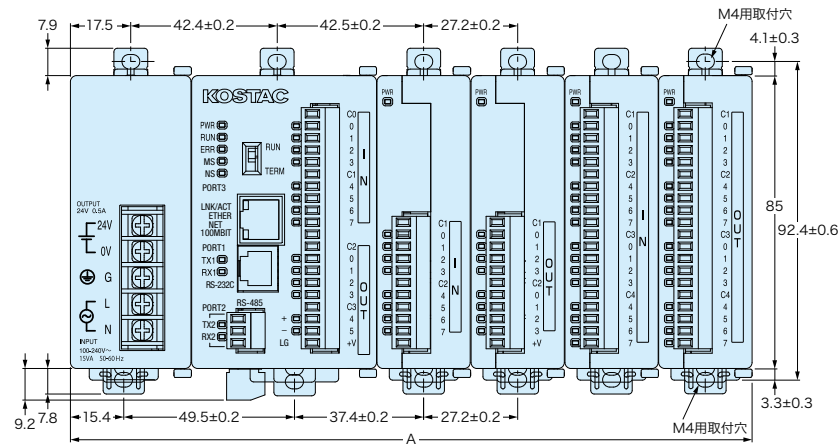 7.9
17.5
42.4±0.2
42.5±0.2
27.2±0.2
M4用取付穴
4.1±0.3
KOSTAC
PWR
RUN
ERR
MS
NS
RUN
TERM
PORT3
LNK/ACT
ETHER
NET
100MBIT
PORT1
TX1
RX1
RS-232C
PORT2
RS-485
TX2
RX2
+
−
LG
C0
0
1
2
3
C1
4
5
6
7
IN
C2
0
1
2
3
C3
4
5
+V
OUT
OUTPUT
24V 0.5A
24V
0V
G
L
N
INPUT
100-240V~
15VA 50-60Hz
PWR
C1
0
1
2
3
C2
4
5
6
7
IN
PWR
C1
0
1
2
3
C2
0
1
2
3
+V
OUT
PWR
C1
0
1
2
3
C2
4
5
6
7
C3
0
1
2
3
C4
4
5
6
7
IN
PWR
C1
0
1
2
3
C2
4
5
6
7
C3
0
1
2
3
C4
4
5
6
7
OUT
85
92.4±0.6
9.2
7.8
15.4
49.5±0.2
37.4±0.2
27.2±0.2
M4用取付穴
3.3±0.3
A